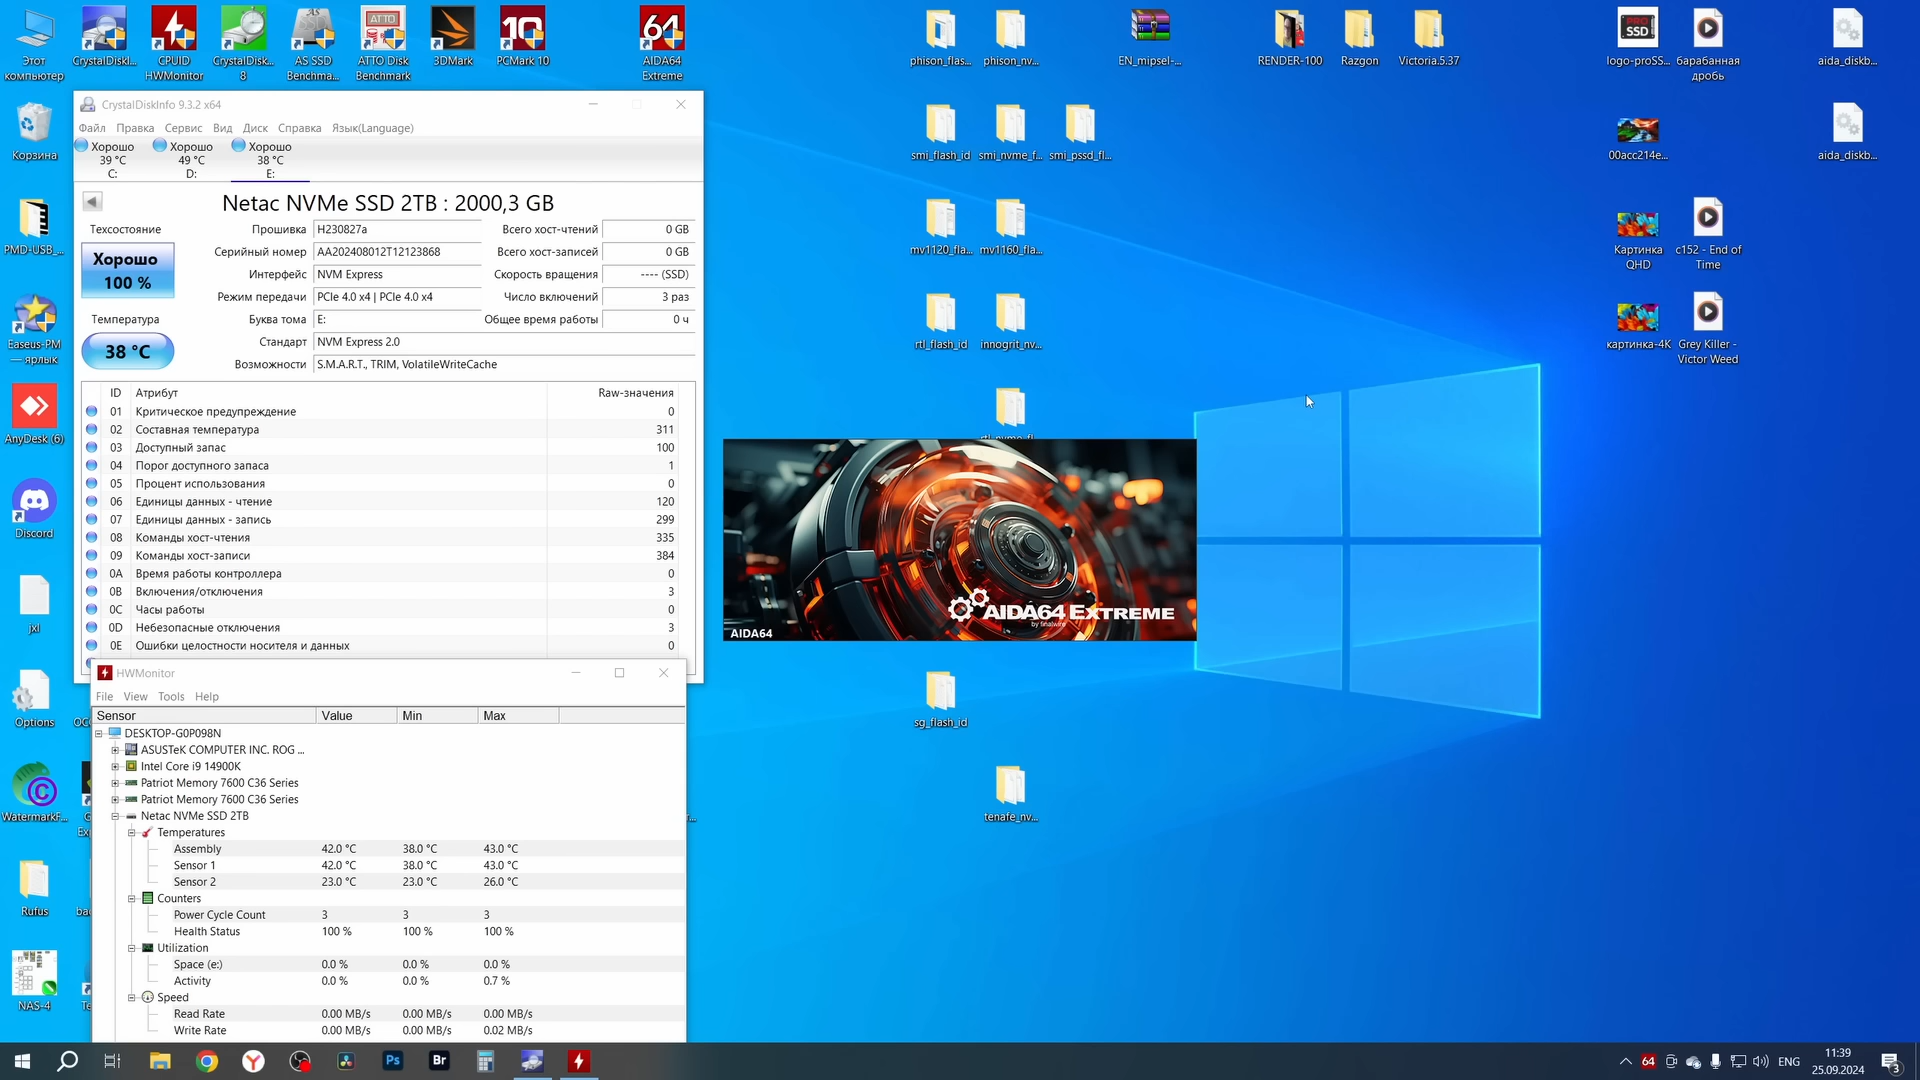 Этот компьютер
CrystalDiskI...
CPUID HWMonitor
CrystalDisk... 8
AS SSD Benchma...
ATTO Disk Benchmark
3DMark
PCMark 10
AIDA64 Extreme
phison_flas...
phison_nv...
EN_mipsel-...
RENDER-100
Razgon
Victoria.5.37
logo-proSS...
барабанная дробь
aida_diskb...
Корзина
smi_flash_id
smi_nvme_f...
smi_pssd_fl...
00acc214e...
aida_diskb...
PMD-USB_...
mv1120_fla...
mv1160_fla...
Картинка QHD
c152 - End of Time
Easeus-PM — ярлык
rtl_flash_id
innogrit_nv...
картинка-4K
Grey Killer - Victor Weed
AnyDesk (6)
Discord
jxl
Options
sg_flash_id
WatermarkF...
tenafe_nv...
Rufus
NAS-4
CrystalDiskInfo 9.3.2 x64
Файл Правка Сервис Вид Диск Справка Язык(Language)
Хорошо Хорошо Хорошо
39 °C 49 °C 38 °C
C: D: E:
Netac NVMe SSD 2TB : 2000,3 GB
Техсостояние
Хорошо
100 %
Температура
38 °C
Прошивка H230827a
Серийный номер AA202408012T12123868
Интерфейс NVM Express
Режим передачи PCIe 4.0 x4 | PCIe 4.0 x4
Буква тома E:
Стандарт NVM Express 2.0
Возможности S.M.A.R.T., TRIM, VolatileWriteCache
Всего хост-чтений 0 GB
Всего хост-записей 0 GB
Скорость вращения ---- (SSD)
Число включений 3 раз
Общее время работы 0 ч
ID Атрибут Raw-значения
01 Критическое предупреждение 0
02 Составная температура 311
03 Доступный запас 100
04 Порог доступного запаса 1
05 Процент использования 0
06 Единицы данных - чтение 120
07 Единицы данных - запись 299
08 Команды хост-чтения 335
09 Команды хост-записи 384
0A Время работы контроллера 0
0B Включения/отключения 3
0C Часы работы 0
0D Небезопасные отключения 3
0E Ошибки целостности носителя и данных 0
AIDA64 EXTREME
by finalwire
AIDA64
HWMonitor
File View Tools Help
Sensor Value Min Max
DESKTOP-G0P098N
ASUSTeK COMPUTER INC. ROG ...
Intel Core i9 14900K
Patriot Memory 7600 C36 Series
Patriot Memory 7600 C36 Series
Netac NVMe SSD 2TB
Temperatures
Assembly 42.0 °C 38.0 °C 43.0 °C
Sensor 1 42.0 °C 38.0 °C 43.0 °C
Sensor 2 23.0 °C 23.0 °C 26.0 °C
Counters
Power Cycle Count 3 3 3
Health Status 100 % 100 % 100 %
Utilization
Space (e:) 0.0 % 0.0 % 0.0 %
Activity 0.0 % 0.0 % 0.7 %
Speed
Read Rate 0.00 MB/s 0.00 MB/s 0.00 MB/s
Write Rate 0.00 MB/s 0.00 MB/s 0.02 MB/s
Ps
Br
64
ENG
11:39
25.09.2024
3